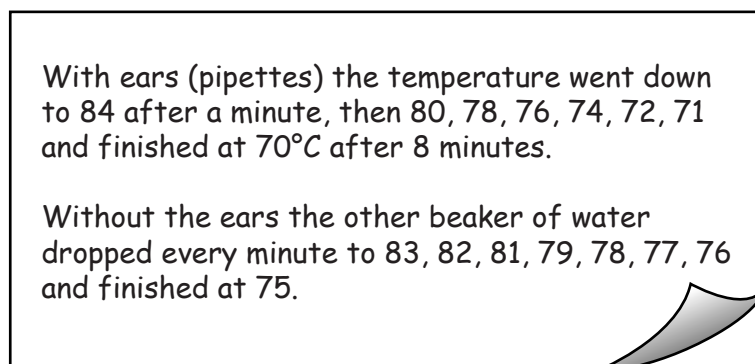 With ears (pipettes) the temperature went down
to 84 after a minute, then 80, 78, 76, 74, 72, 71
and finished at 70°C after 8 minutes.
Without the ears the other beaker of water
dropped every minute to 83, 82, 81, 79, 78, 77, 76
and finished at 75.